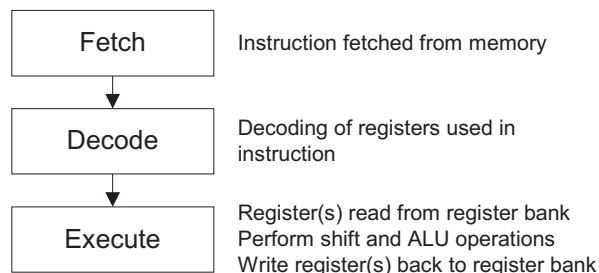 Fetch
Instruction fetched from memory
Decode
Decoding of registers used in
instruction
Execute
Register(s) read from register bank
Perform shift and ALU operations
Write register(s) back to register bank